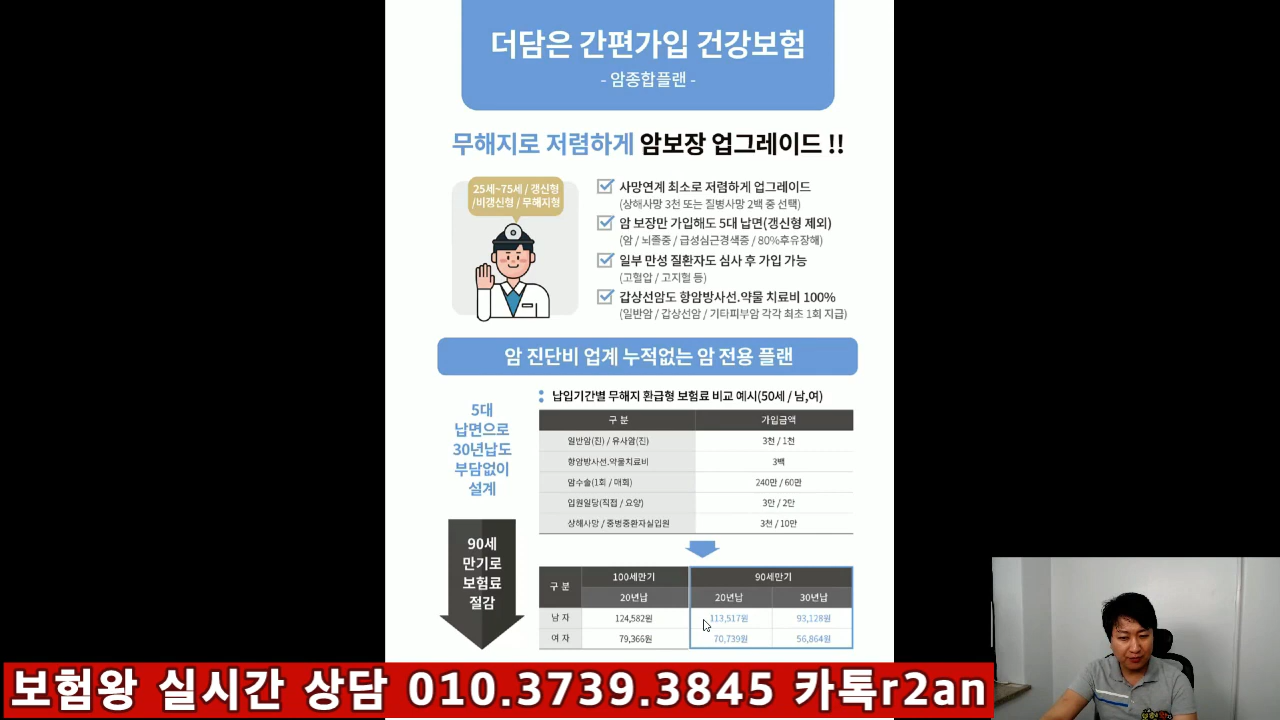 더담은 간편가입 건강보험
- 암종합플랜 -
무해지로 저렴하게 암보장 업그레이드 !!
25세~75세 / 갱신형
/비갱신형 / 무해지형
사망연계 최소로 저렴하게 업그레이드
(상해사망 3천 또는 질병사망 2백 중 선택)
암 보장만 가입해도 5대 납면(갱신형 제외)
(암 / 뇌졸중 / 급성심근경색증 / 80%후유장해)
일부 만성 질환자도 심사 후 가입 가능
(고혈압 / 고지혈 등)
갑상선암도 항암방사선.약물 치료비 100%
(일반암 / 갑상선암 / 기타피부암 각각 최초 1회 지급)
암 진단비 업계 누적없는 암 전용 플랜
5대
납면으로
30년납도
부담없이
설계
90세
만기로
보험료
절감
납입기간별 무해지 환급형 보험료 비교 예시(50세 / 남,여)
구 분 가입금액
일반암(진) / 유사암(진) 3천 / 1천
항암방사선.약물치료비 3백
암수술(1회 / 매회) 240만 / 60만
입원일당(직접 / 요양) 3만 / 2만
상해사망 / 중병중환자실입원 3천 / 10만
구 분 100세만기 90세만기
20년납 20년납 30년납
남 자 124,582원 113,517원 93,128원
여 자 79,366원 70,739원 56,864원
보험왕 실시간 상담 010.3739.3845 카톡r2an